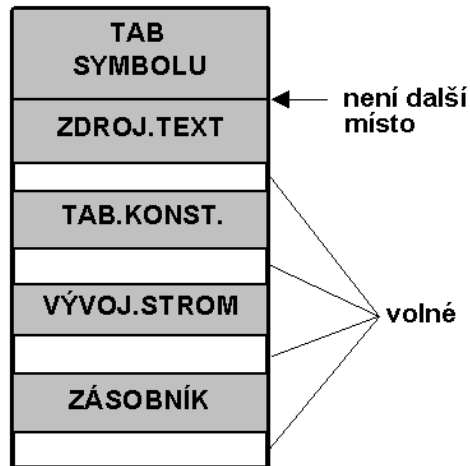 TAB
SYMBOLU
není další
místo
ZDROJ.TEXT
TAB.KONST.
VÝVOJ.STROM
volné
ZÁSOBNÍK